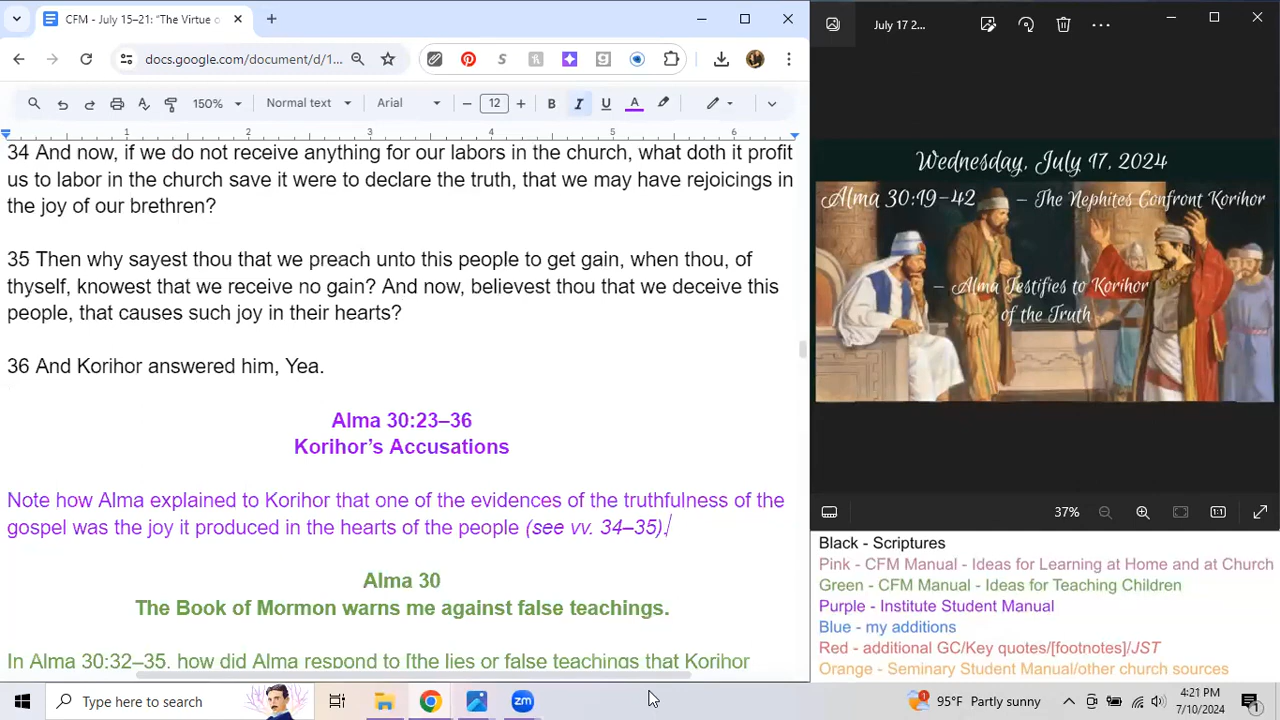 CFM - July 15–21: “The Virtue o
July 17 2...
docs.google.com/document/d/1...
150%
Normal text
Arial
12
B
I
U
A
1
2
3
4
5
6
34 And now, if we do not receive anything for our labors in the church, what doth it profit
us to labor in the church save it were to declare the truth, that we may have rejoicings in
the joy of our brethren?
35 Then why sayest thou that we preach unto this people to get gain, when thou, of
thyself, knowest that we receive no gain? And now, believest thou that we deceive this
people, that causes such joy in their hearts?
36 And Korihor answered him, Yea.
Alma 30:23–36
Korihor’s Accusations
Note how Alma explained to Korihor that one of the evidences of the truthfulness of the
gospel was the joy it produced in the hearts of the people (see vv. 34–35).
Alma 30
The Book of Mormon warns me against false teachings.
In Alma 30:32–35, how did Alma respond to [the lies or false teachings that Korihor
Wednesday, July 17, 2024
Alma 30:19-42 – The Nephites Confront Korihor
– Alma Testifies to Korihor
of the Truth
37%
1:1
Black - Scriptures
Pink - CFM Manual - Ideas for Learning at Home and at Church
Green - CFM Manual - Ideas for Teaching Children
Purple - Institute Student Manual
Blue - my additions
Red - additional GC/Key quotes/[footnotes]/JST
Orange - Seminary Student Manual/other church sources
Type here to search
zm
1
95°F Partly sunny
4:21 PM
7/10/2024
1